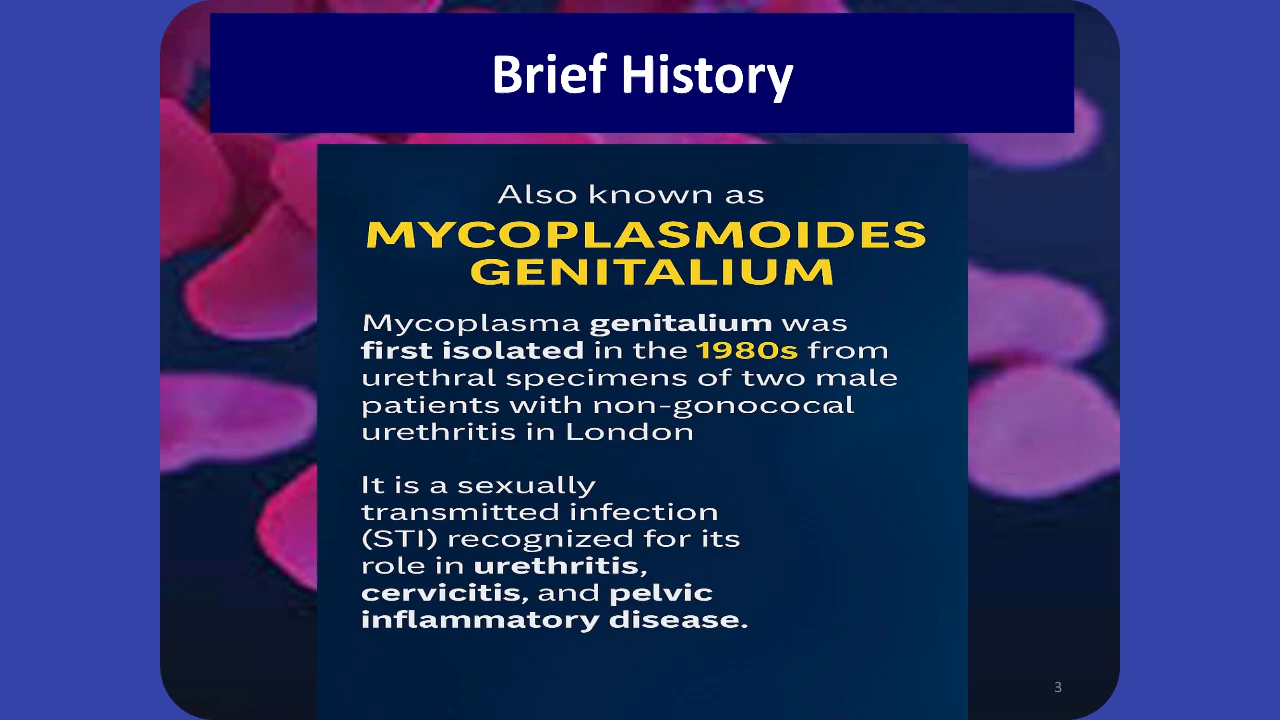 Brief History
Also known as
MYCOPLASMOIDES
GENITALIUM
Mycoplasma genitalium was
first isolated in the 1980s from
urethral specimens of two male
patients with non-gonococal
urethritis in London
It is a sexually
transmitted infection
(STI) recognized for its
role in urethritis,
cervicitis, and pelvic
inflammatory disease.
3